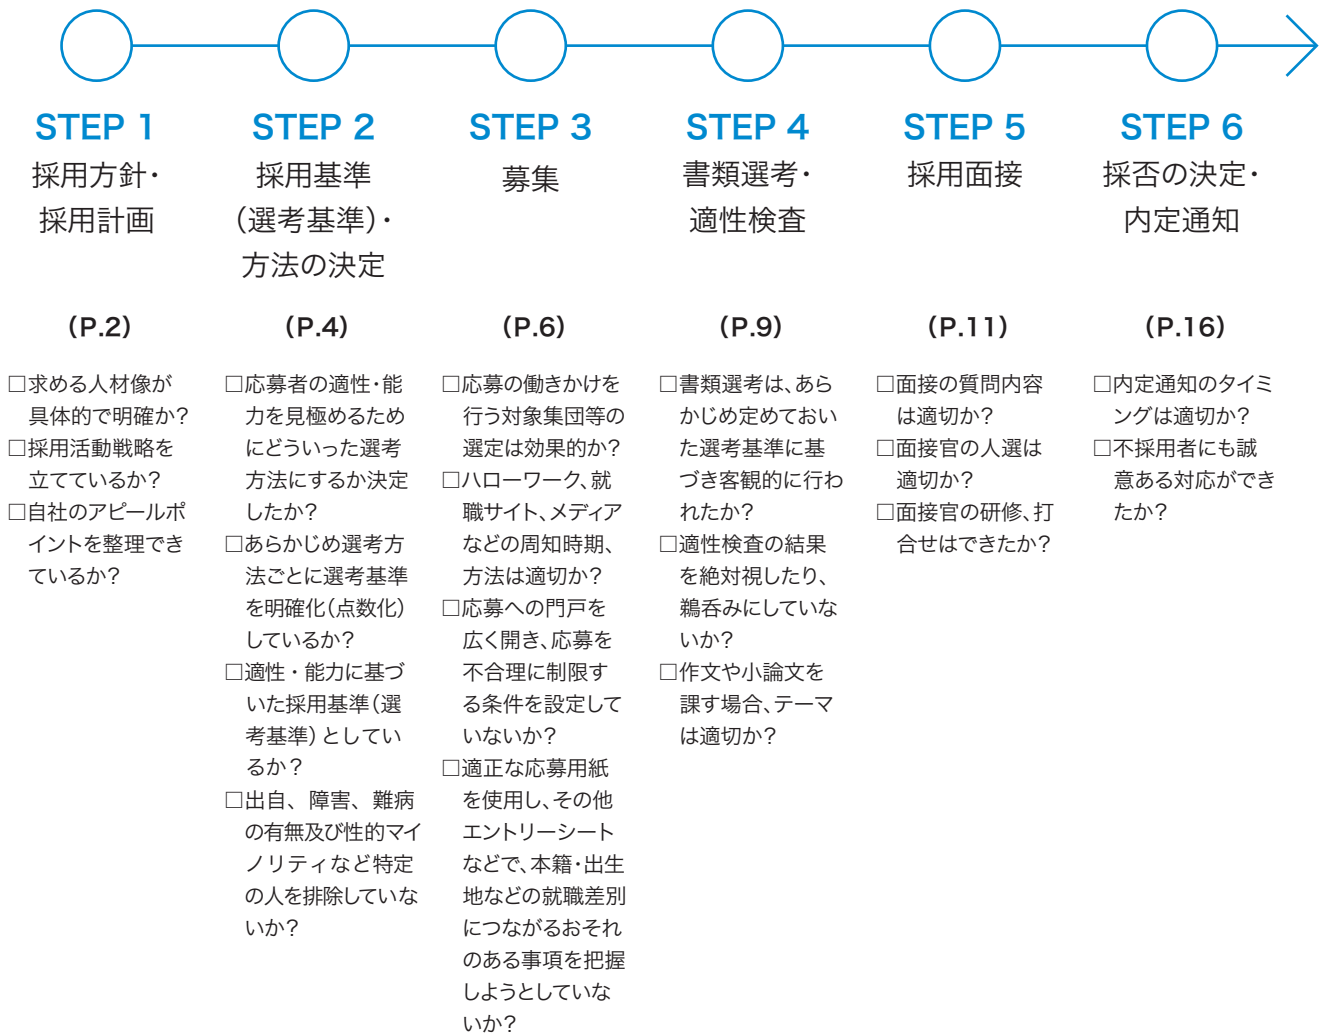 STEP 1
採用方針・
採用計画
(P.2)
□求める人材像が
具体的で明確か?
□採用活動戦略を
立てているか?
□自社のアピールポ
イントを整理でき
ているか?
STEP 2
採用基準
(選考基準)・
方法の決定
(P.4)
□応募者の適性・能
力を見極めるため
にどういった選考
方法にするか決定
したか?
□あらかじめ選考方
法ごとに選考基準
を明確化(点数化)
しているか?
□適性・能力に基づ
いた採用基準(選
考基準)としてい
るか?
□出自、障害、難病
の有無及び性的マイ
ノリティなど特定
の人を排除していな
いか?
STEP 3
募集
(P.6)
□応募の働きかけを
行う対象集団等の
選定は効果的か?
□ハローワーク、就
職サイト、メディア
などの周知時期、
方法は適切か?
□応募への門戸を
広く開き、応募を
不合理に制限す
る条件を設定して
いないか?
□適正な応募用紙
を使用し、その他
エントリーシート
などで、本籍・出生
地などの就職差別
につながるおそれ
のある事項を把握
しようとしていな
いか?
STEP 4
書類選考・
適性検査
(P.9)
□書類選考は、あら
かじめ定めておい
た選考基準に基
づき客観的に行わ
れたか?
□適性検査の結果
を絶対視したり、
鵜呑みにしていな
いか?
□作文や小論文を
課す場合、テーマ
は適切か?
STEP 5
採用面接
(P.11)
□面接の質問内容
は適切か?
□面接官の人選は
適切か?
□面接官の研修、打
合せはできたか?
STEP 6
採否の決定・
内定通知
(P.16)
□内定通知のタイミ
ングは適切か?
□不採用者にも誠
意ある対応ができ
たか?